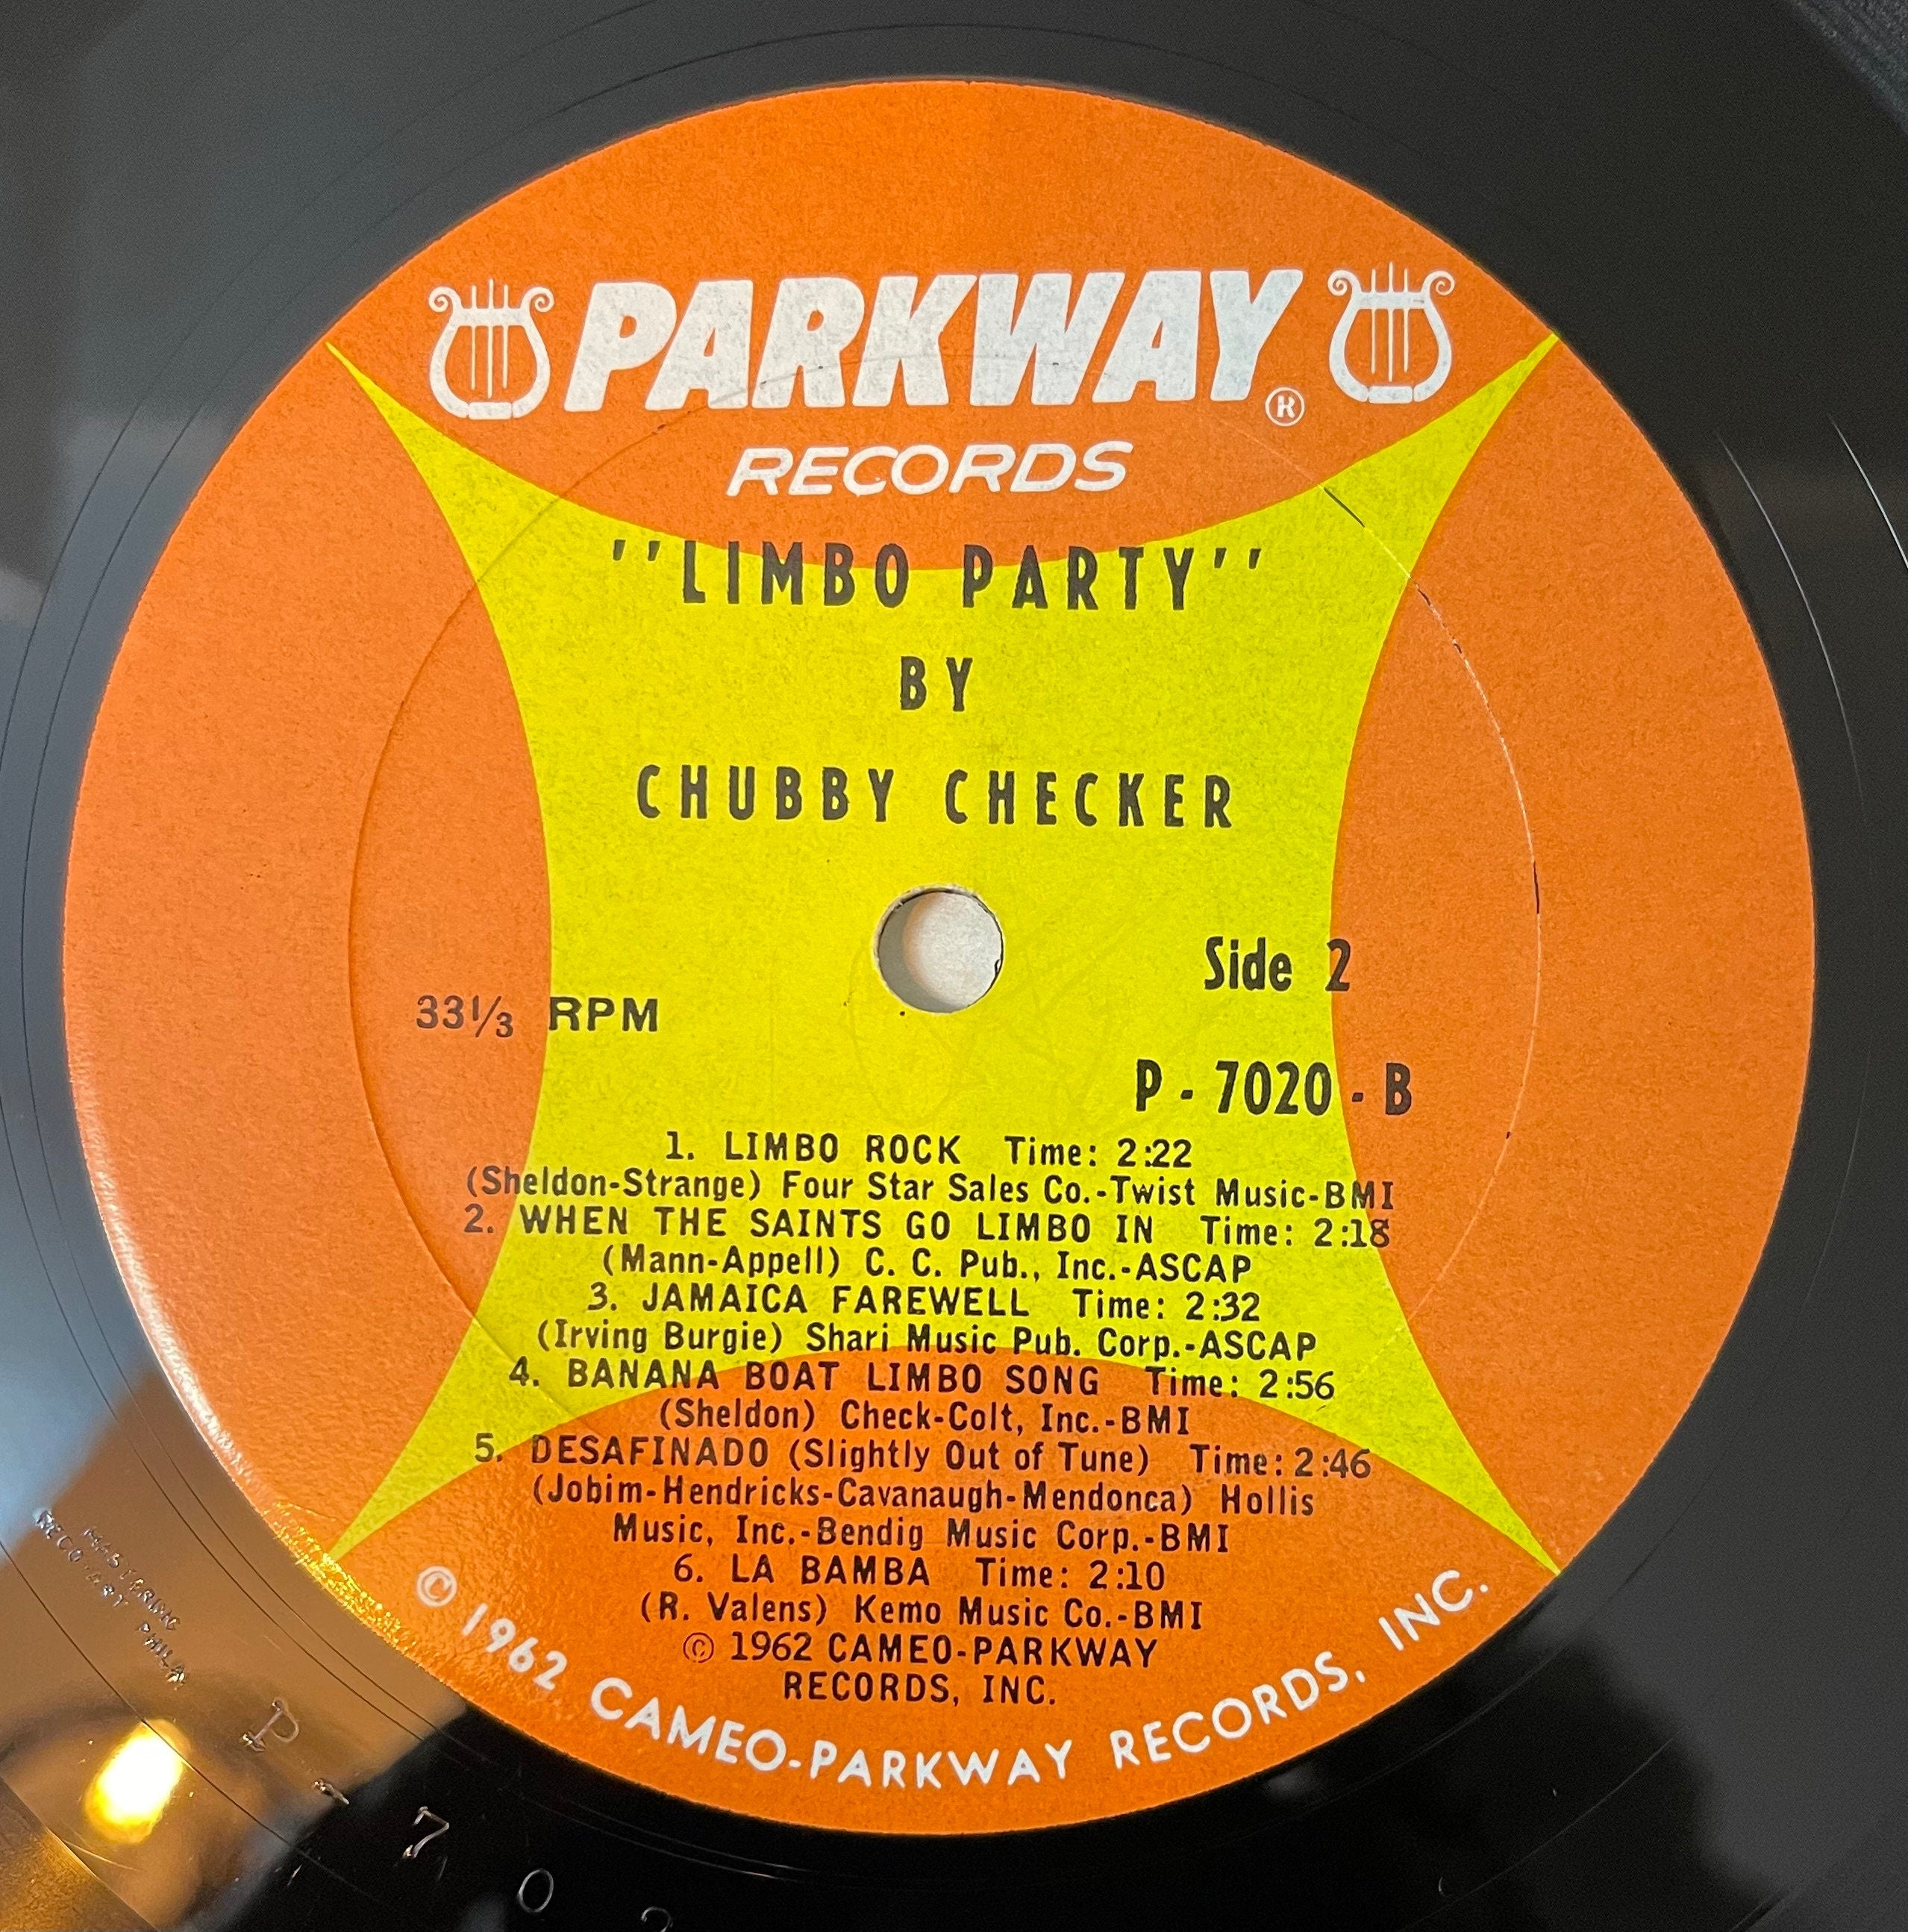 PARKWAY®
RECORDS
''LIMBO PARTY''
BY
CHUBBY CHECKER
Side 2
33⅓ RPM
P - 7020 - B
1. LIMBO ROCK Time: 2:22
(Sheldon-Strange) Four Star Sales Co.-Twist Music-BMI
2. WHEN THE SAINTS GO LIMBO IN Time: 2:18
(Mann-Appell) C. C. Pub., Inc.-ASCAP
3. JAMAICA FAREWELL Time: 2:32
(Irving Burgie) Shari Music Pub. Corp.-ASCAP
4. BANANA BOAT LIMBO SONG Time: 2:56
(Sheldon) Check-Colt, Inc.-BMI
5. DESAFINADO (Slightly Out of Tune) Time: 2:46
(Jobim-Hendricks-Cavanaugh-Mendonca) Hollis
Music, Inc.-Bendig Music Corp.-BMI
6. LA BAMBA Time: 2:10
(R. Valens) Kemo Music Co.-BMI
© 1962 CAMEO-PARKWAY
RECORDS, INC.
© 1962 CAMEO-PARKWAY RECORDS, INC.
PHILA
P - 702